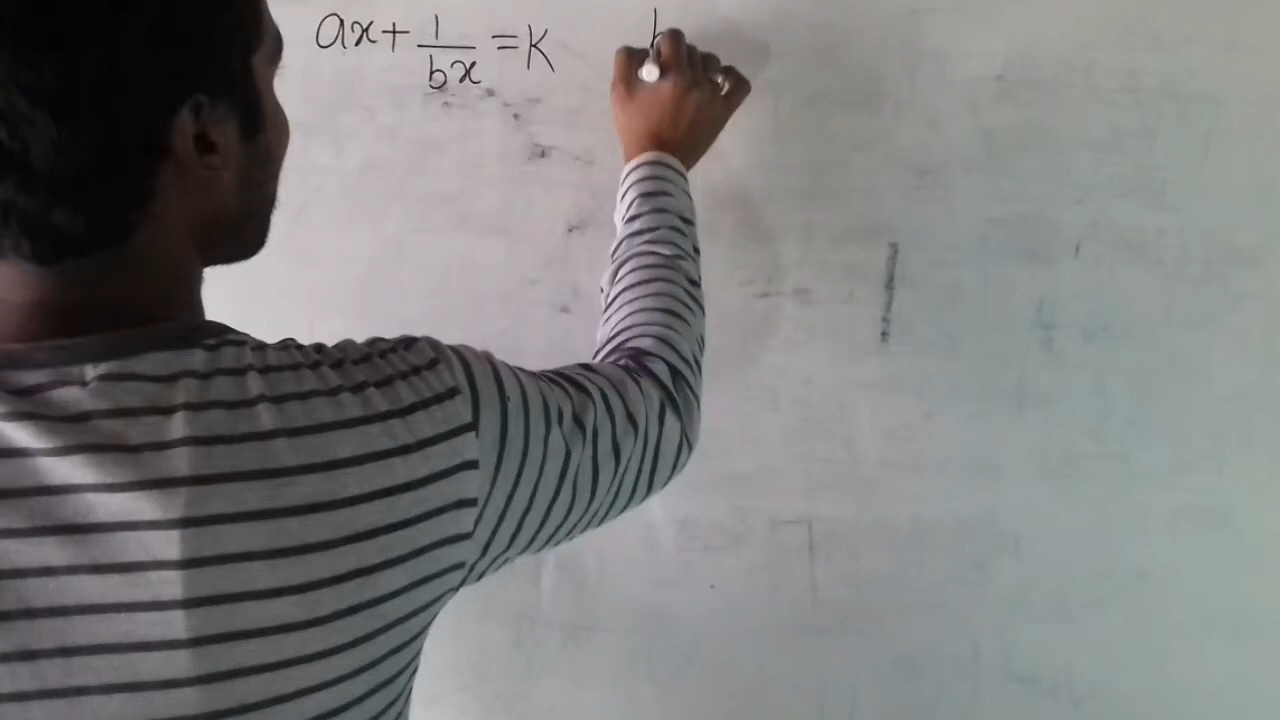 ax + 1/bx = K